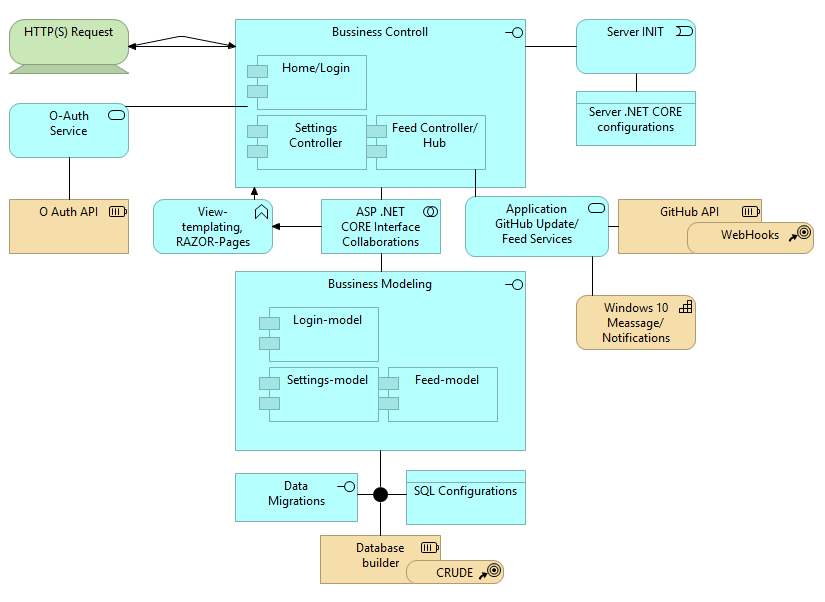 HTTP(S) Request
Bussiness Controll
Server INIT
Home/Login
Server .NET CORE
configurations
O-Auth
Service
Settings
Controller
Feed Controller/
Hub
O Auth API
View-
templating,
RAZOR-Pages
ASP .NET
CORE Interface
Collaborations
Application
GitHub Update/
Feed Services
GitHub API
WebHooks
Bussiness Modeling
Windows 10
Meassage/
Notifications
Login-model
Settings-model
Feed-model
Data
Migrations
SQL Configurations
Database
builder
CRUDE